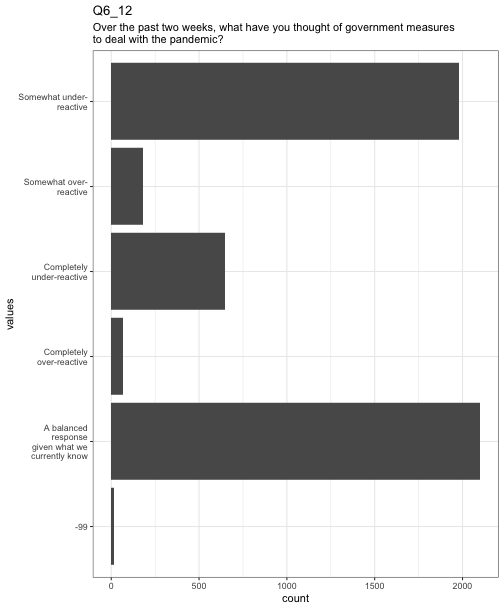 Q6_12
Over the past two weeks, what have you thought of government measures
to deal with the pandemic?
Somewhat under-
reactive
Somewhat over-
reactive
Completely
under-reactive
Completely
over-reactive
A balanced
response
given what we
currently know
-99
values
0 500 1000 1500 2000
count